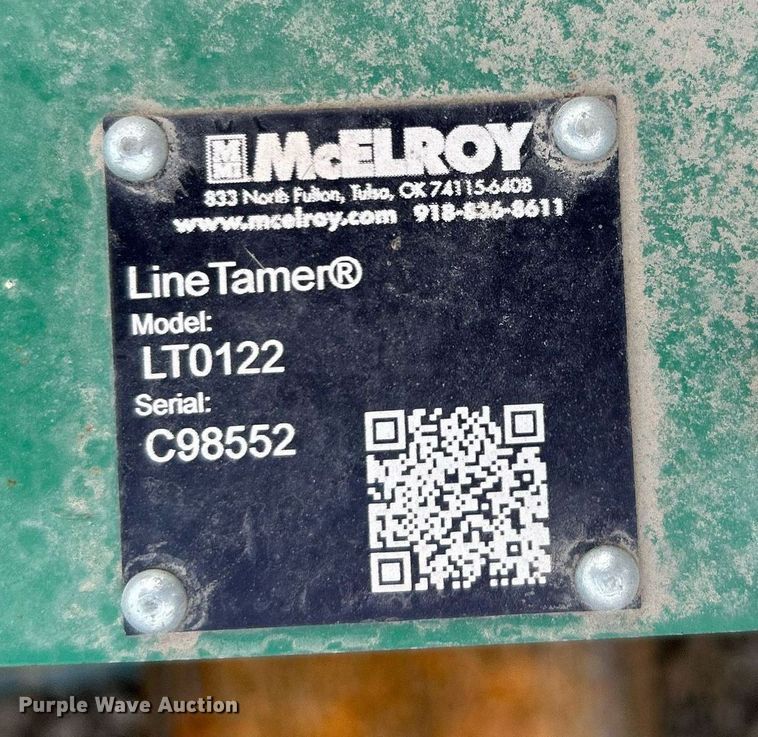 MMI McELROY
833 North Fulton, Tulsa, OK 74115-6408
www.mcelroy.com 918-836-8611
LineTamer®
Model:
LT0122
Serial:
C98552
Purple Wave Auction